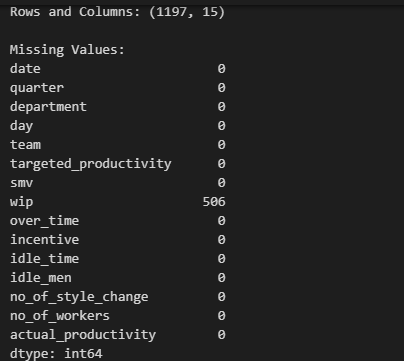 Rows and Columns: (1197, 15)
Missing Values:
date 0
quarter 0
department 0
day 0
team 0
targeted_productivity 0
smv 0
wip 506
over_time 0
incentive 0
idle_time 0
idle_men 0
no_of_style_change 0
no_of_workers 0
actual_productivity 0
dtype: int64